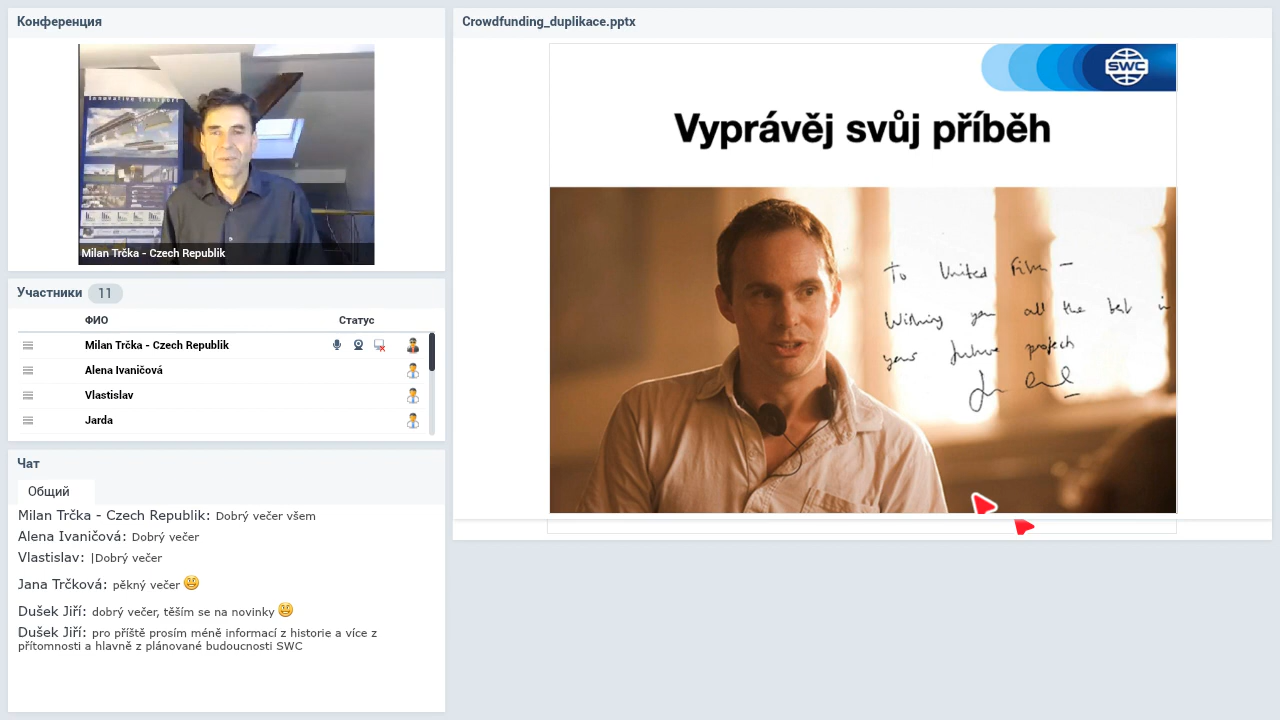 Конференция
Innovative transport
Milan Trčka - Czech Republik
Участники 11
ФИО Статус
Milan Trčka - Czech Republik
Alena Ivaničová
Vlastislav
Jarda
Чат
Общий
Milan Trčka - Czech Republik: Dobrý večer všem
Alena Ivaničová: Dobrý večer
Vlastislav: |Dobrý večer
Jana Trčková: pěkný večer
Dušek Jiří: dobrý večer, těším se na novinky
Dušek Jiří: pro příště prosím méně informací z historie a více z
přítomnosti a hlavně z plánované budoucnosti SWC
Crowdfunding_duplikace.pptx
SWC
Vyprávěj svůj příběh
To United Film –
Wishing you all the best in
your future projects